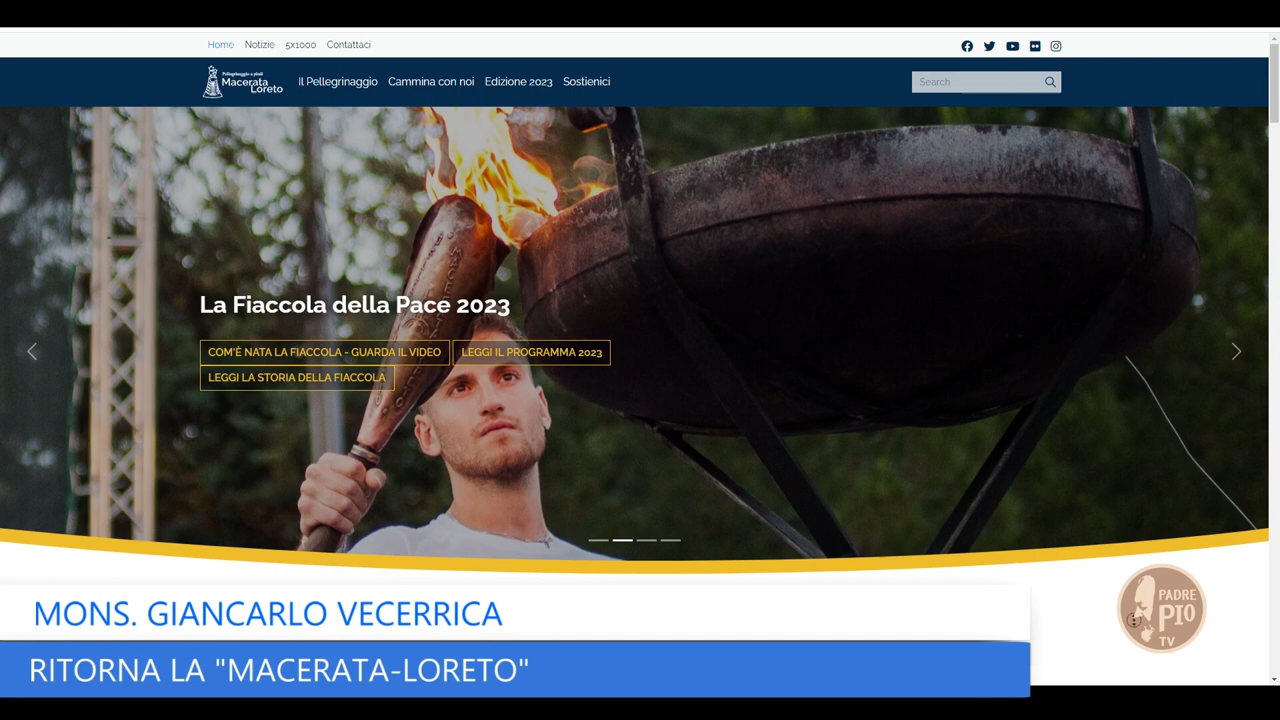 Home Notizie 5x1000 Contattaci
Pellegrinaggio a piedi
Macerata
Loreto
Il Pellegrinaggio Cammina con noi Edizione 2023 Sostienici
Search
La Fiaccola della Pace 2023
COM'È NATA LA FIACCOLA - GUARDA IL VIDEO
LEGGI IL PROGRAMMA 2023
LEGGI LA STORIA DELLA FIACCOLA
MONS. GIANCARLO VECERRICA
RITORNA LA "MACERATA-LORETO"
PADRE
PIO
TV